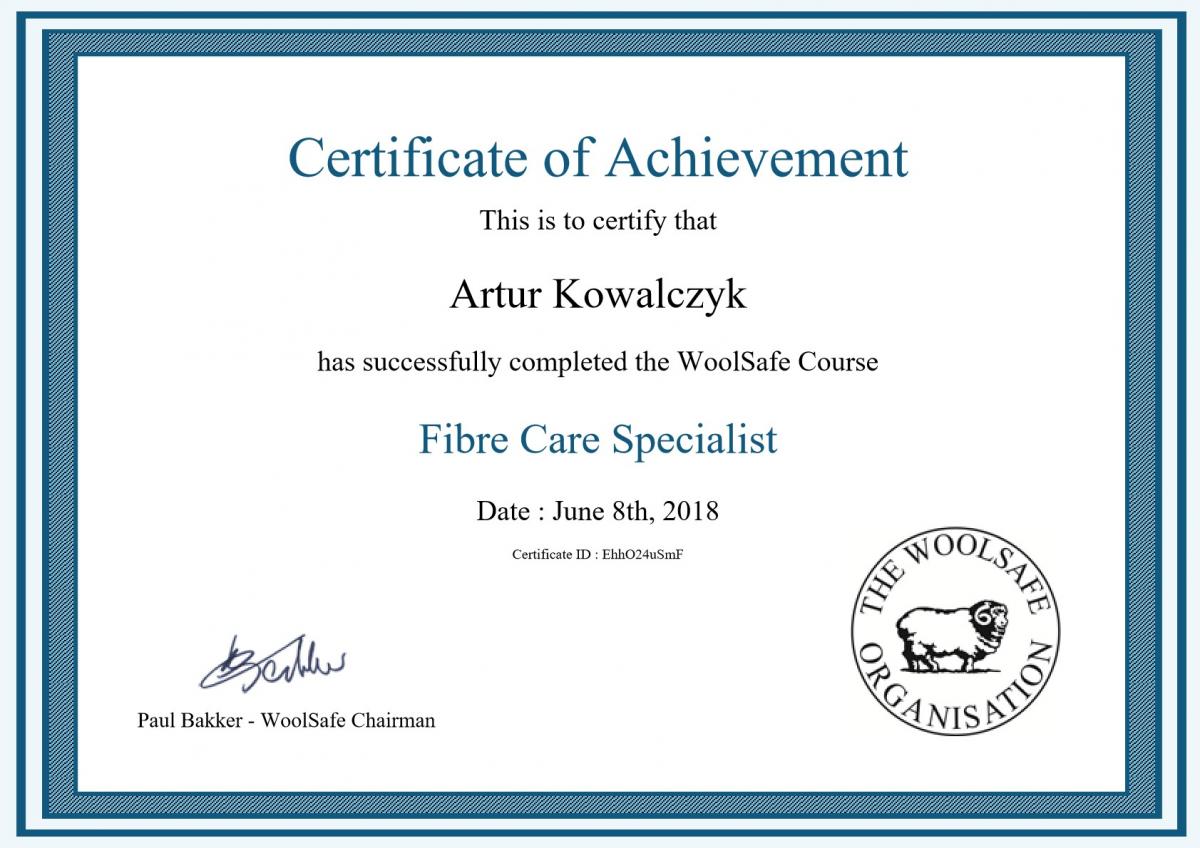 Certificate of Achievement
This is to certify that
Artur Kowalczyk
has successfully completed the WoolSafe Course
Fibre Care Specialist
Date : June 8th, 2018
Certificate ID : EhhO24uSmF
THE WOOLSAFE
ORGANISATION
Paul Bakker - WoolSafe Chairman